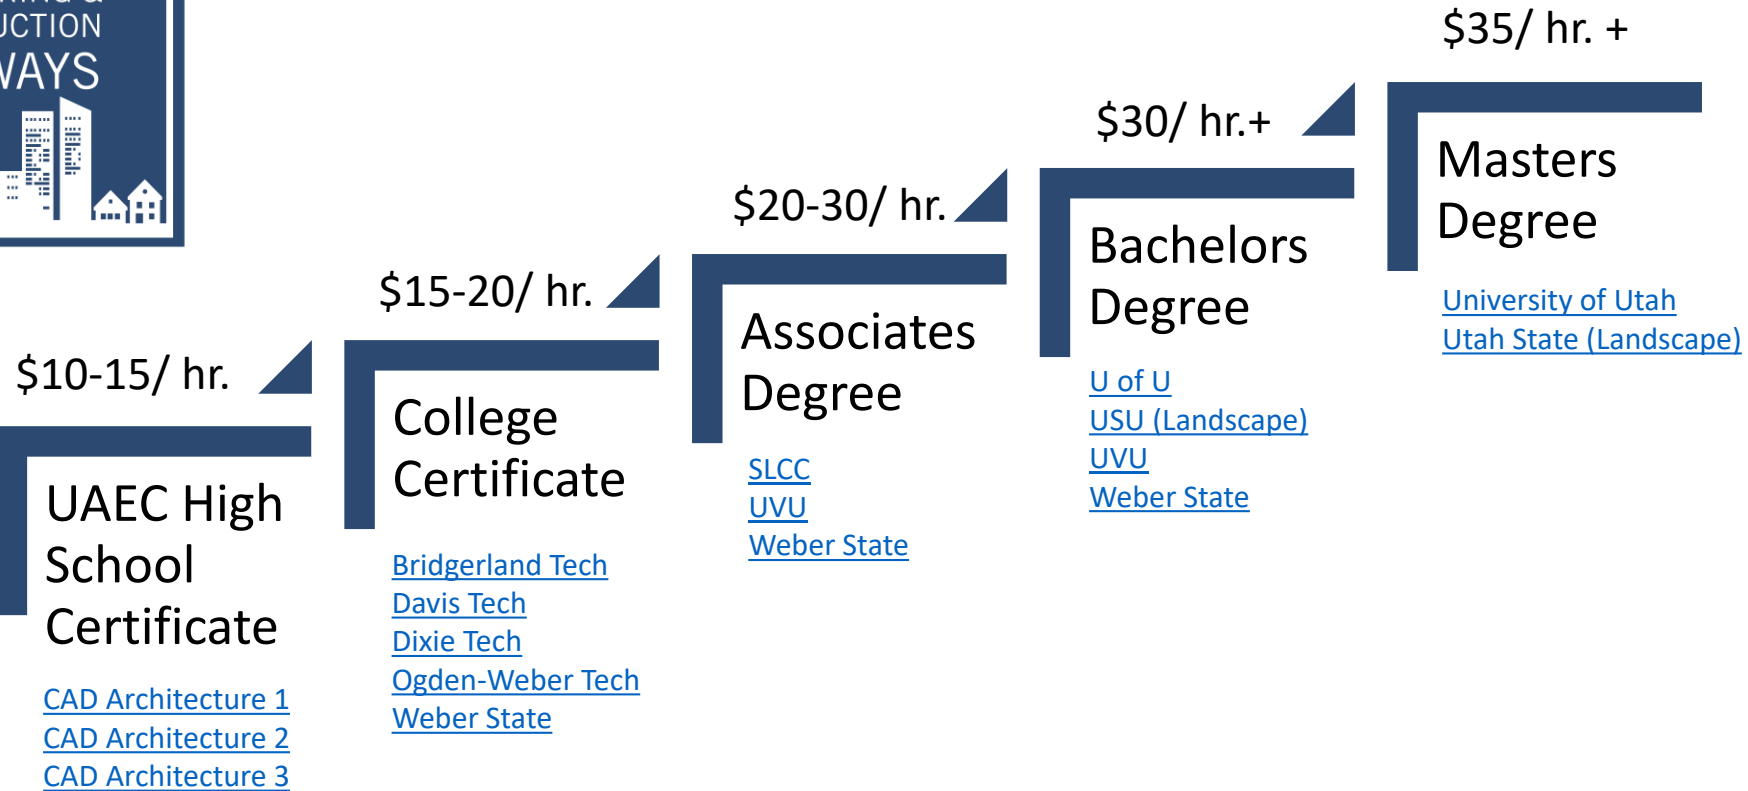 WAYS
$10-15/ hr.
UAEC High
School
Certificate
CAD Architecture 1
CAD Architecture 2
CAD Architecture 3
$15-20/ hr.
College
Certificate
Bridgerland Tech
Davis Tech
Dixie Tech
Ogden-Weber Tech
Weber State
$20-30/ hr.
Associates
Degree
SLCC
UVU
Weber State
$30/ hr.+
Bachelors
Degree
U of U
USU (Landscape)
UVU
Weber State
$35/ hr. +
Masters
Degree
University of Utah
Utah State (Landscape)